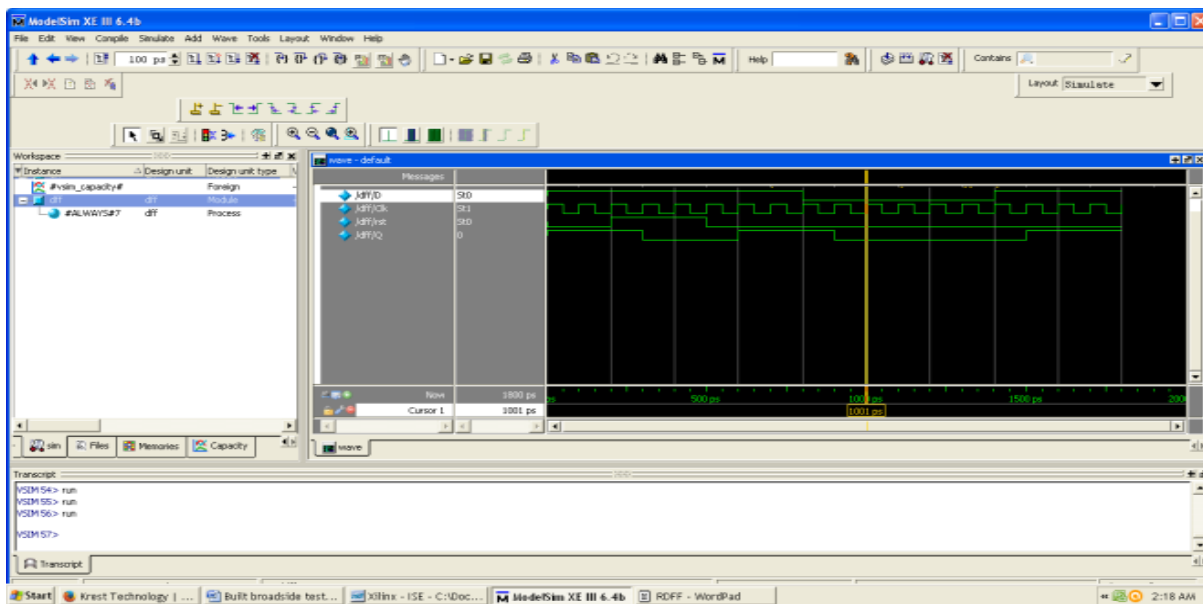 ModelSim XE III 6.4b
File Edit View Compile Simulate Add Wave Tools Layout Window Help
100 ps
Help
Contains
Layout Simulate
Workspace
wave - default
Instance Design unit Design unit type
Messages
#vsim_capacity# Foreign
dff dff Module
#ALWAYS#7 dff Process
/dff/D St0
/dff/Clk St1
/dff/rst St0
/dff/Q 0
Now 1800 ps
ps 500 ps 1000 ps 1500 ps 2000
Cursor 1 1001 ps
1001 ps
sim Files Memories Capacity
wave
Transcript
VSIM 54> run
VSIM 55> run
VSIM 56> run
VSIM 57>
Transcript
Start Krest Technology | ... Built broadside test... Xilinx - ISE - C:\Doc... ModelSim XE III 6.4b RDFF - WordPad 2:18 AM